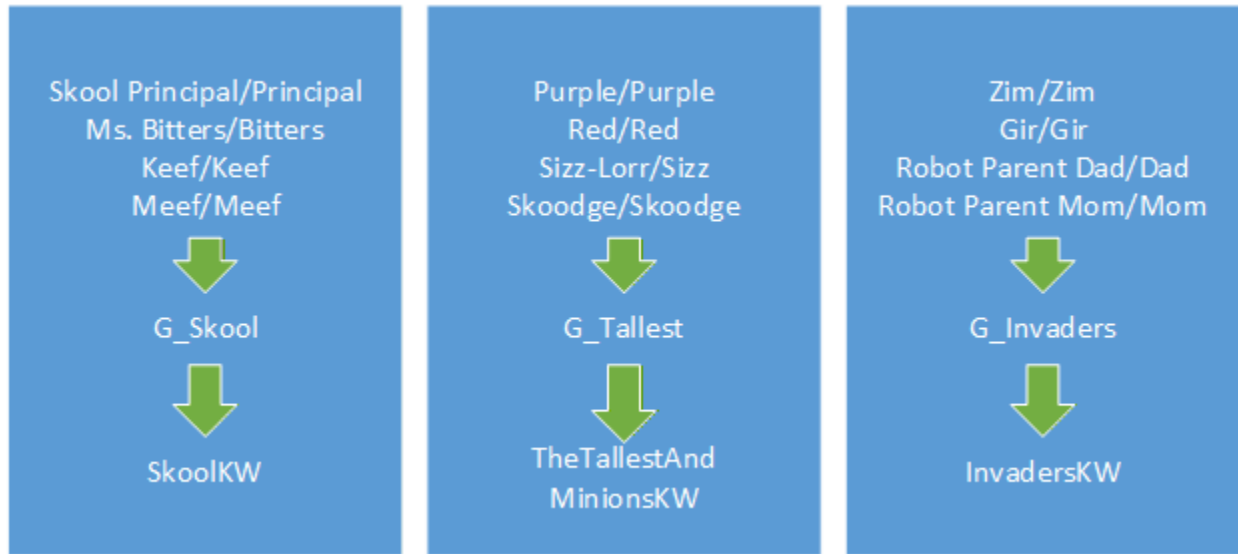 Skool Principal/Principal
Ms. Bitters/Bitters
Keef/Keef
Meef/Meef
G_Skool
SkoolKW
Purple/Purple
Red/Red
Sizz-Lorr/Sizz
Skoodge/Skoodge
G_Tallest
TheTallestAnd
MinionsKW
Zim/Zim
Gir/Gir
Robot Parent Dad/Dad
Robot Parent Mom/Mom
G_Invaders
InvadersKW